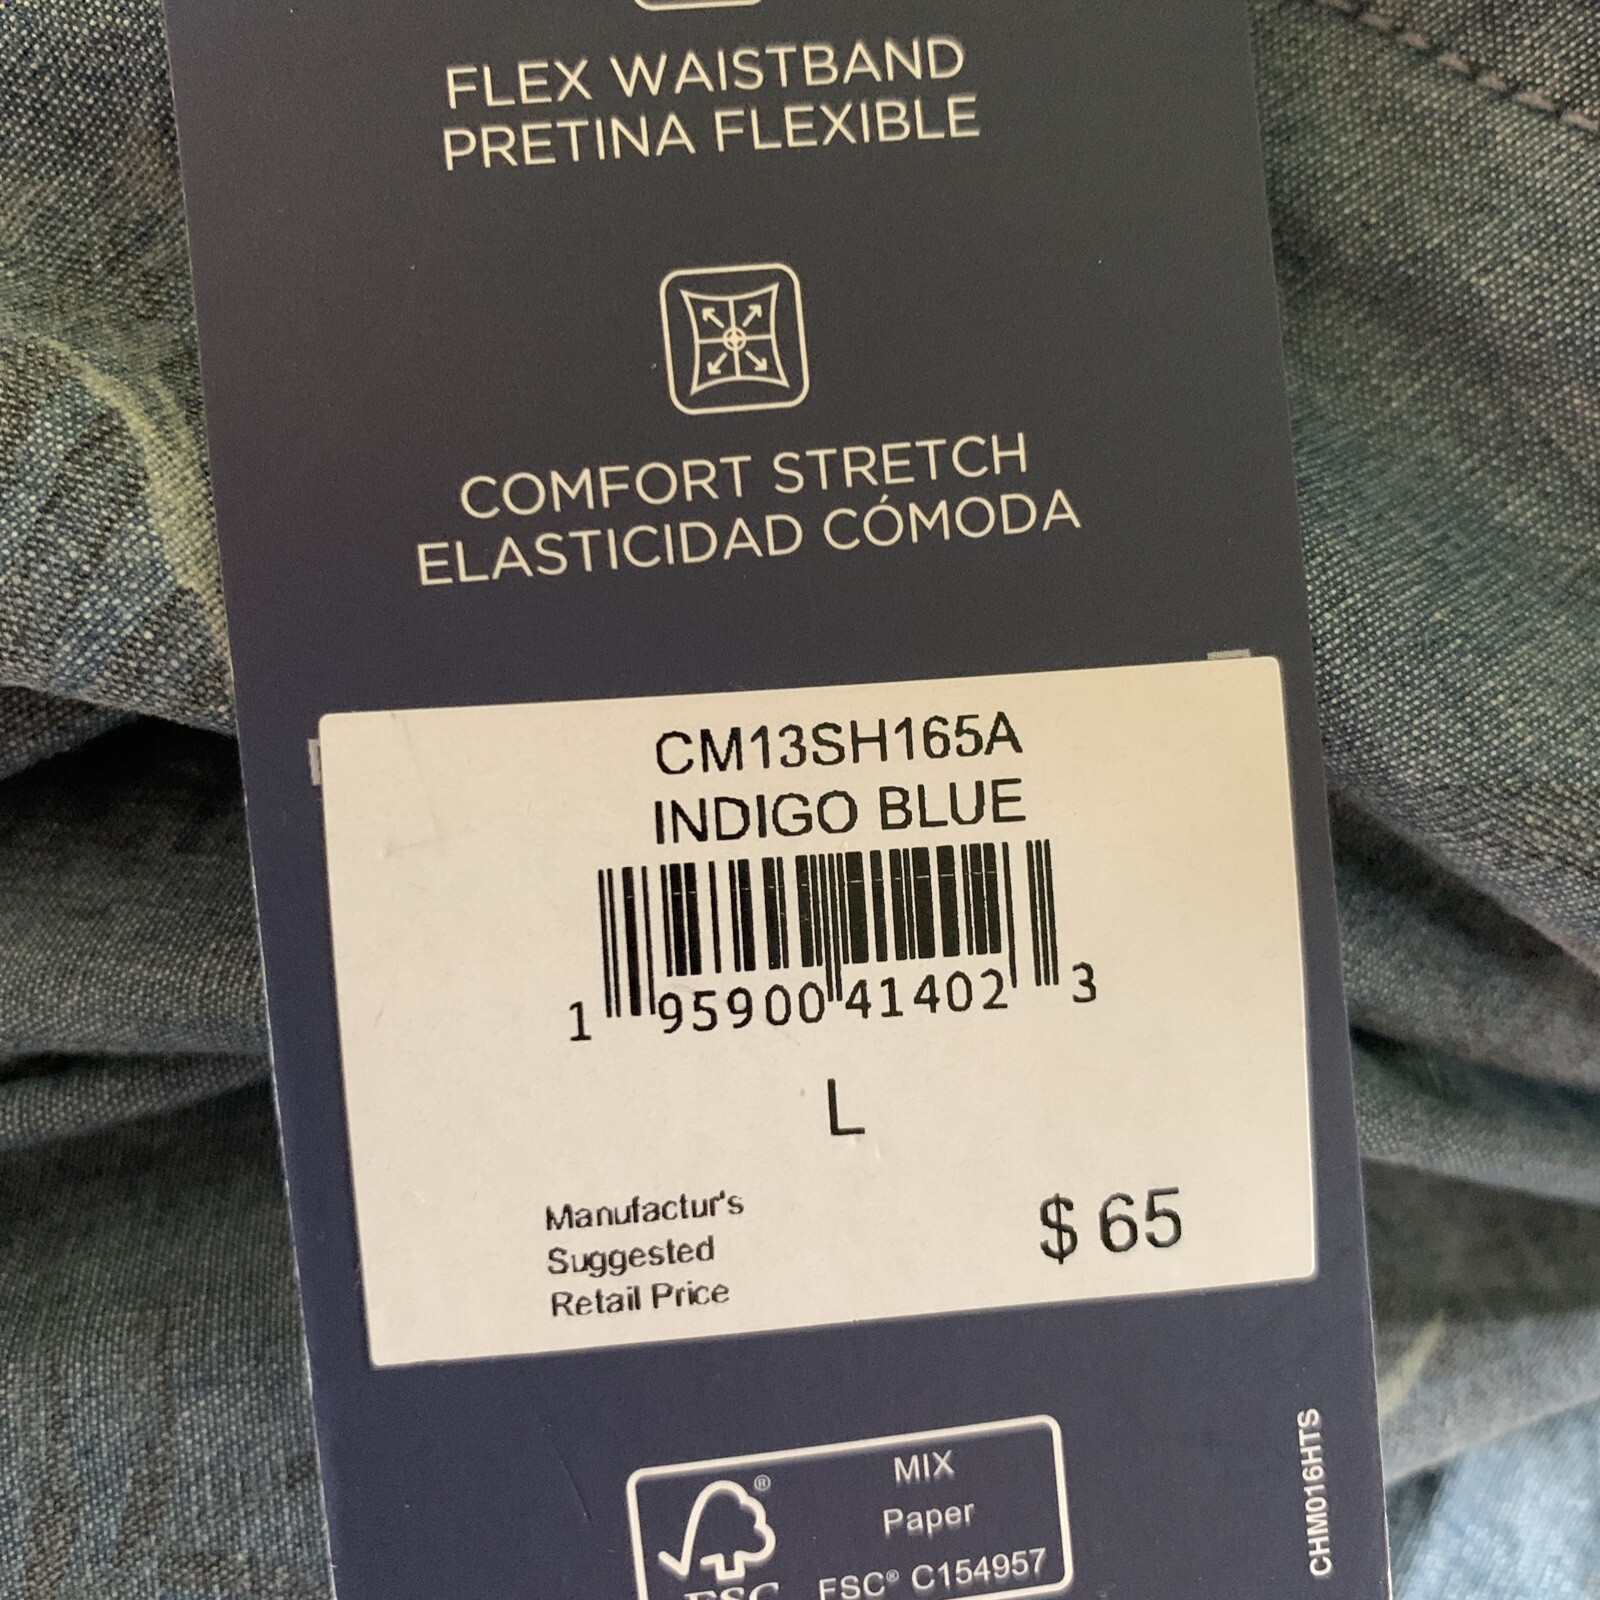 FLEX WAISTBAND
PRETINA FLEXIBLE
COMFORT STRETCH
ELASTICIDAD CÓMODA
CM13SH165A
INDIGO BLUE
1 95900 41402 3
L
Manufactur's
Suggested
Retail Price
$ 65
MIX
Paper
FSC® C154957
FSC
®
CHM016HTS